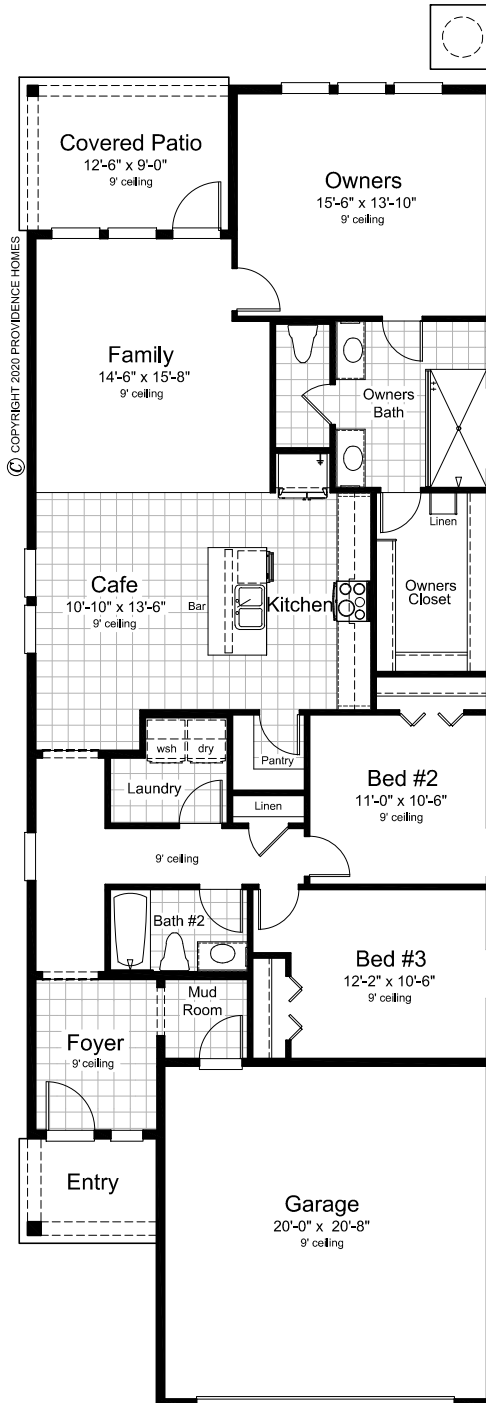 Covered Patio
12'-6" x 9'-0"
9' ceiling
Owners
15'-6" x 13'-10"
9' ceiling
© COPYRIGHT 2020 PROVIDENCE HOMES
Family
14'-6" x 15'-8"
9' ceiling
Owners
Bath
Linen
Owners
Closet
Cafe
10'-10" x 13'-6"
9' ceiling
Bar
Kitchen
wsh
dry
Laundry
Pantry
Linen
Bed #2
11'-0" x 10'-6"
9' ceiling
9' ceiling
Bath #2
Bed #3
12'-2" x 10'-6"
9' ceiling
Mud
Room
Foyer
9' ceiling
Entry
Garage
20'-0" x 20'-8"
9' ceiling